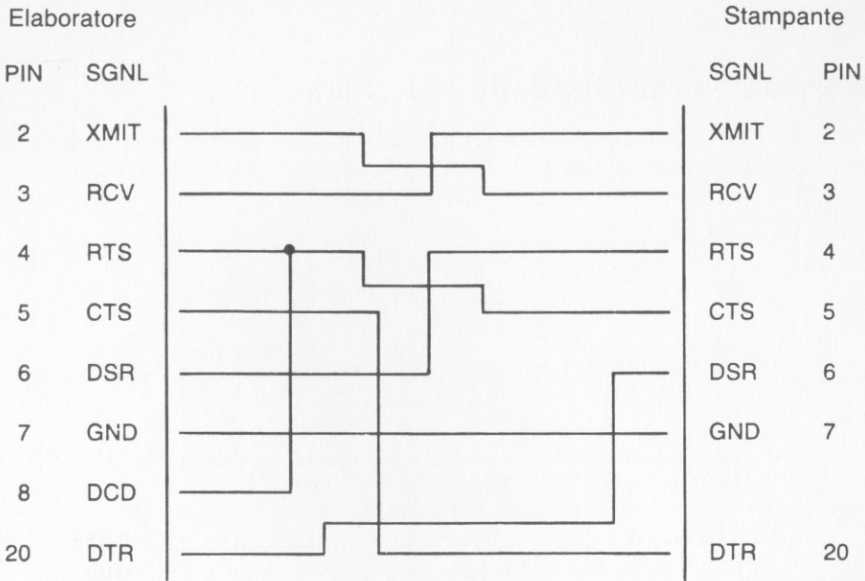 Elaboratore Stampante
PIN SGNL SGNL PIN
2 XMIT XMIT 2
3 RCV RCV 3
4 RTS RTS 4
5 CTS CTS 5
6 DSR DSR 6
7 GND GND 7
8 DCD
20 DTR DTR 20